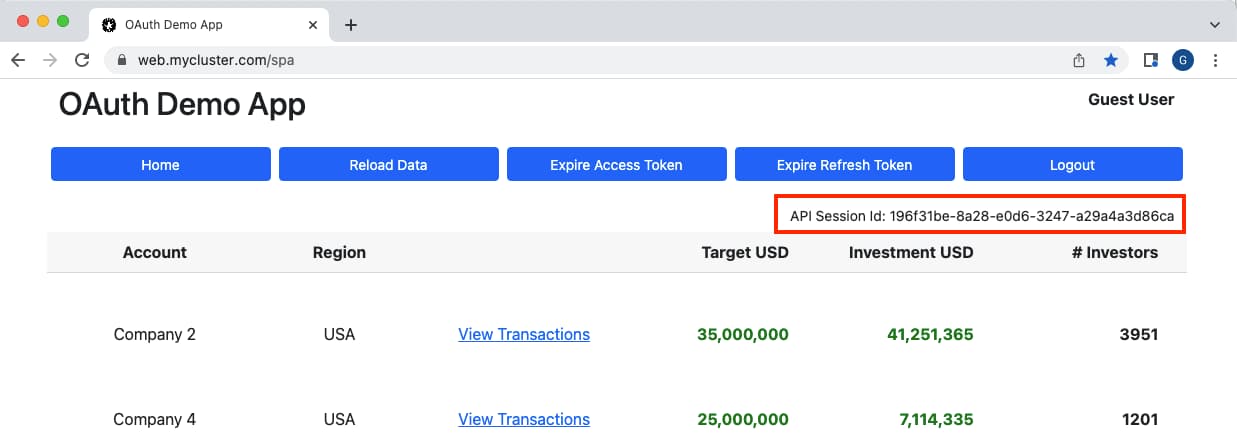 OAuth Demo App
web.mycluster.com/spa
G
OAuth Demo App
Guest User
Home Reload Data Expire Access Token Expire Refresh Token Logout
API Session Id: 196f31be-8a28-e0d6-3247-a29a4a3d86ca
Account Region Target USD Investment USD # Investors
Company 2 USA View Transactions 35,000,000 41,251,365 3951
Company 4 USA View Transactions 25,000,000 7,114,335 1201